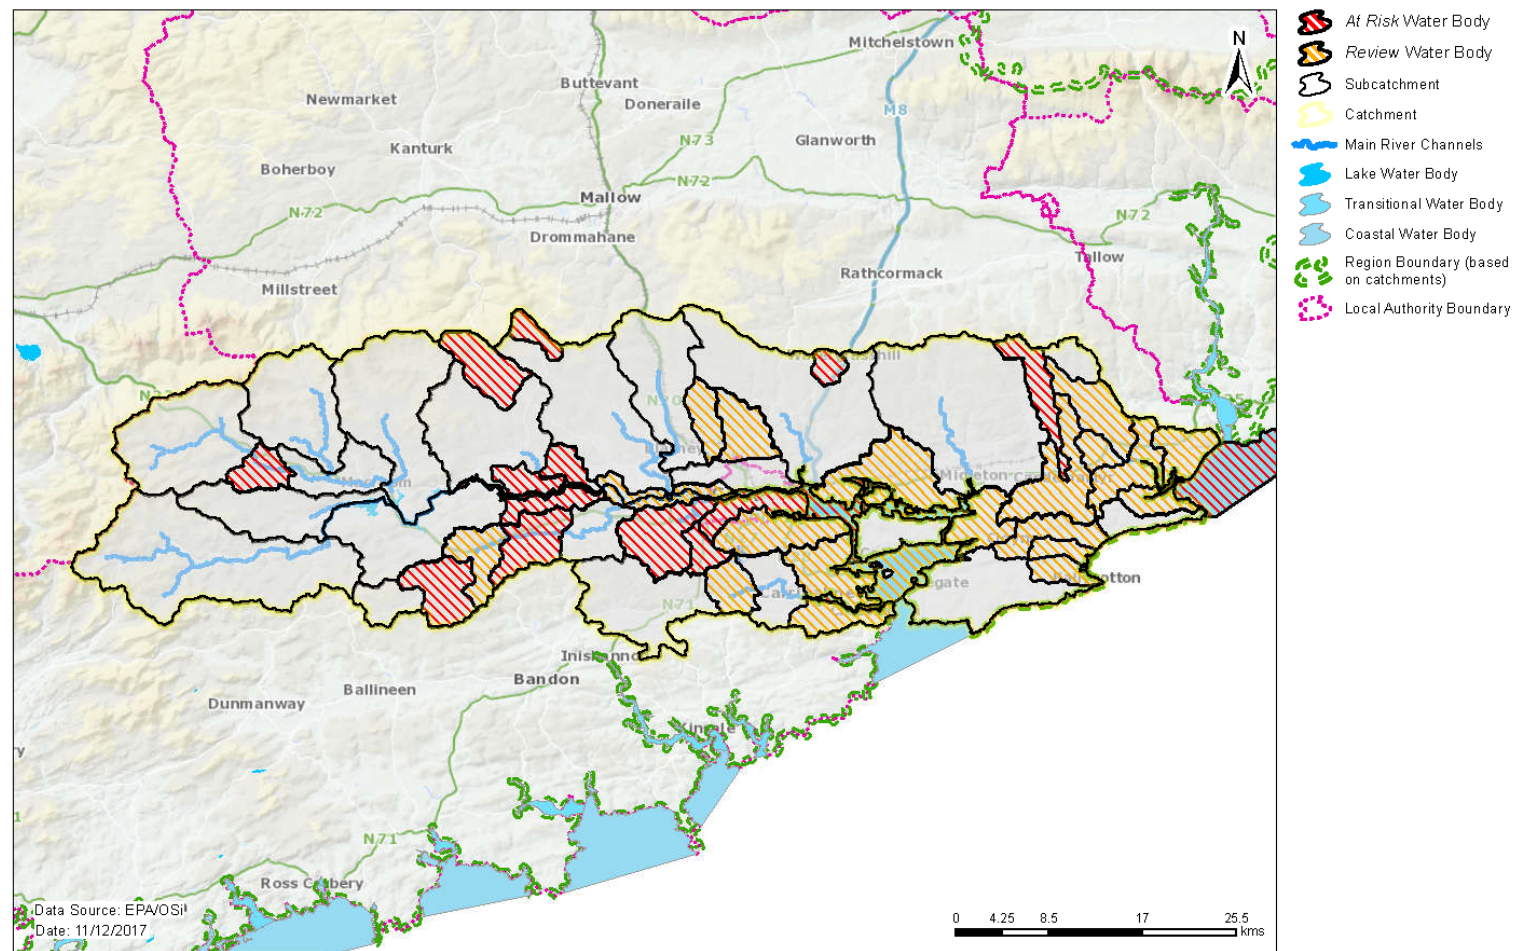 At Risk Water Body
Review Water Body
Subcatchment
Catchment
Main River Channels
Lake Water Body
Transitional Water Body
Coastal Water Body
Region Boundary (based
on catchments)
Local Authority Boundary
N
Mitchelstown
Buttevant
Newmarket
Doneraile
M8
N73
Glanworth
Kanturk
Boherboy
N72
Mallow
N72
N72
Drommahane
Tallow
Rathcormack
Millstreet
N71
Iniskannon
Bandon
Ballineen
Dunmanway
Kinsale
N71
Ross Carbery
Data Source: EPA/OSi
Date: 11/12/2017
0 4.25 8.5 17 25.5
kms